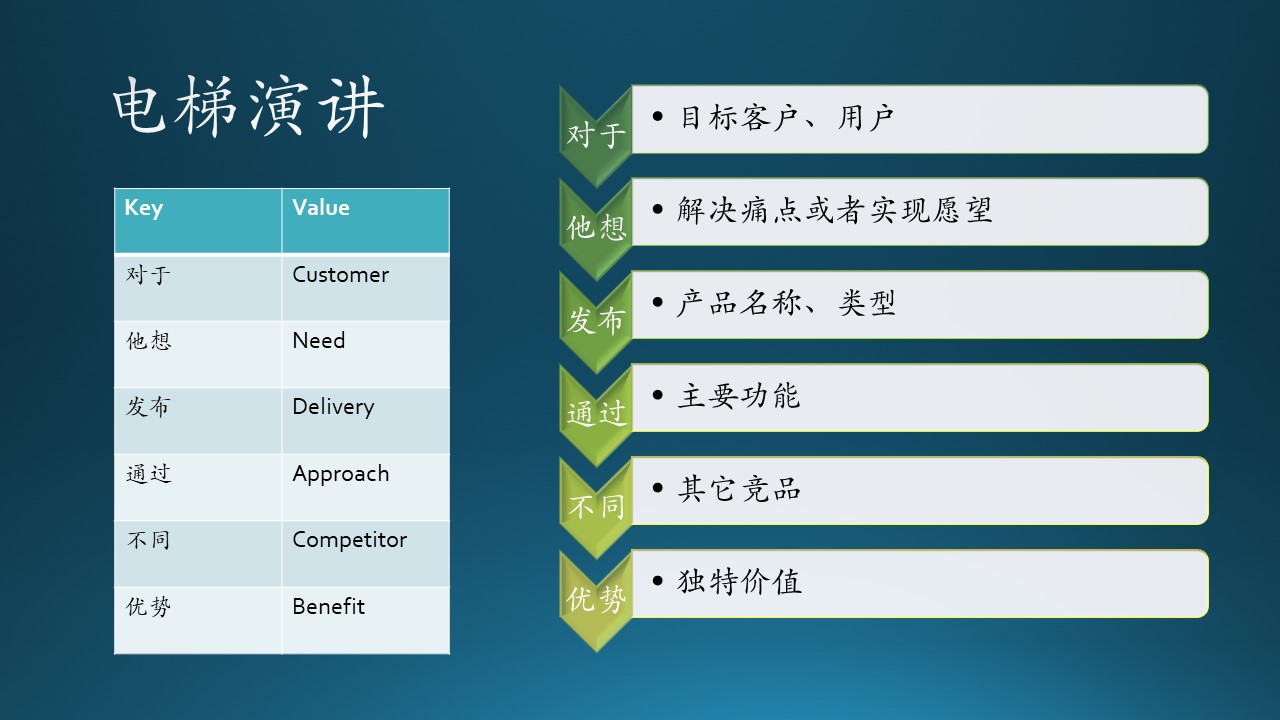 电梯演讲
Key Value
对于 Customer
他想 Need
发布 Delivery
通过 Approach
不同 Competitor
优势 Benefit
对于 • 目标客户、用户
他想 • 解决痛点或者实现愿望
发布 • 产品名称、类型
通过 • 主要功能
不同 • 其它竞品
优势 • 独特价值